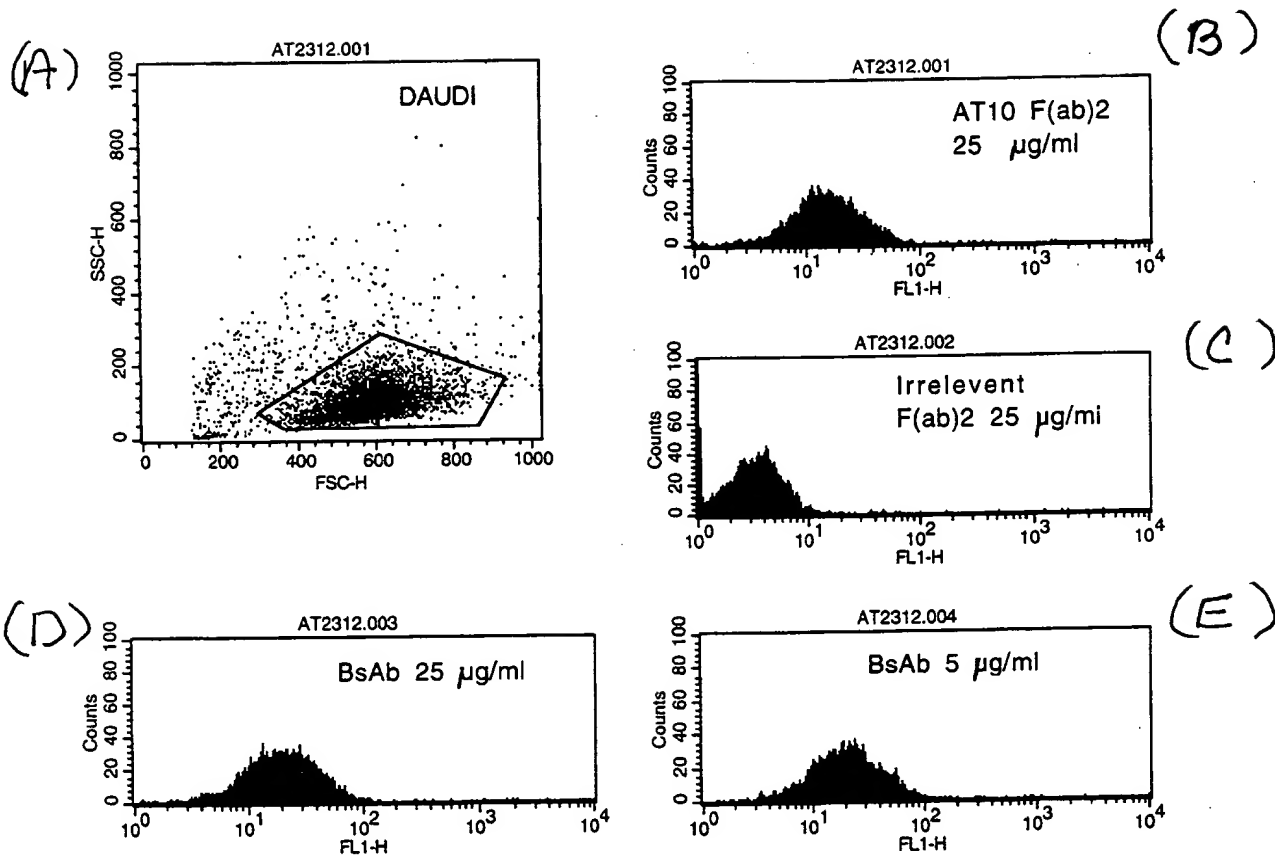 (A)
AT2312.001
DAUDI
SSC-H
1000
800
600
400
200
0
0 200 400 600 800 1000
FSC-H
(B)
AT2312.001
AT10 F(ab)2
25 µg/ml
Counts
100
80
60
40
20
0
10^0 10^1 10^2 10^3 10^4
FL1-H
(C)
AT2312.002
Irrelevent
F(ab)2 25 µg/ml
Counts
100
80
60
40
20
0
10^0 10^1 10^2 10^3 10^4
FL1-H
(D)
AT2312.003
BsAb 25 µg/ml
Counts
100
80
60
40
20
0
10^0 10^1 10^2 10^3 10^4
FL1-H
(E)
AT2312.004
BsAb 5 µg/ml
Counts
100
80
60
40
20
0
10^0 10^1 10^2 10^3 10^4
FL1-H